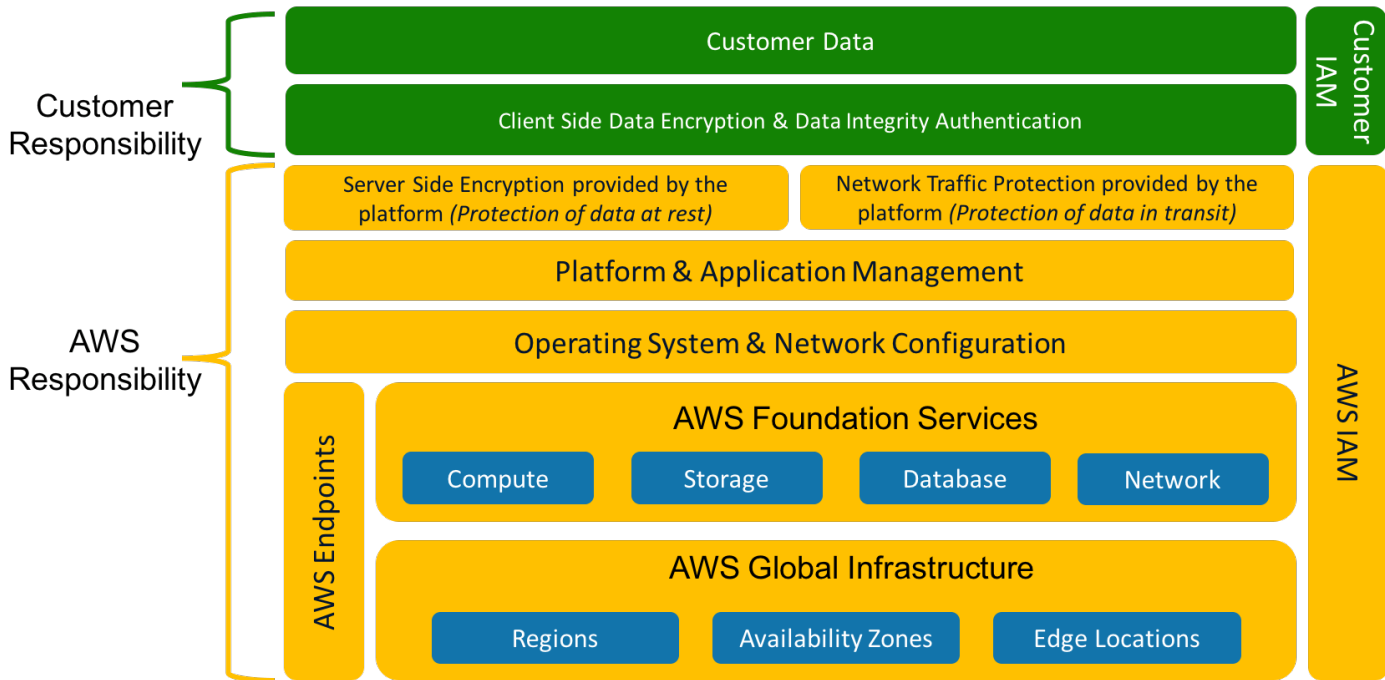 Customer Data
Customer
IAM
Customer
Responsibility
Client Side Data Encryption & Data Integrity Authentication
Server Side Encryption provided by the
platform (Protection of data at rest)
Network Traffic Protection provided by the
platform (Protection of data in transit)
Platform & Application Management
Operating System & Network Configuration
AWS
Responsibility
AWS IAM
AWS Endpoints
AWS Foundation Services
Compute
Storage
Database
Network
AWS Global Infrastructure
Regions
Availability Zones
Edge Locations